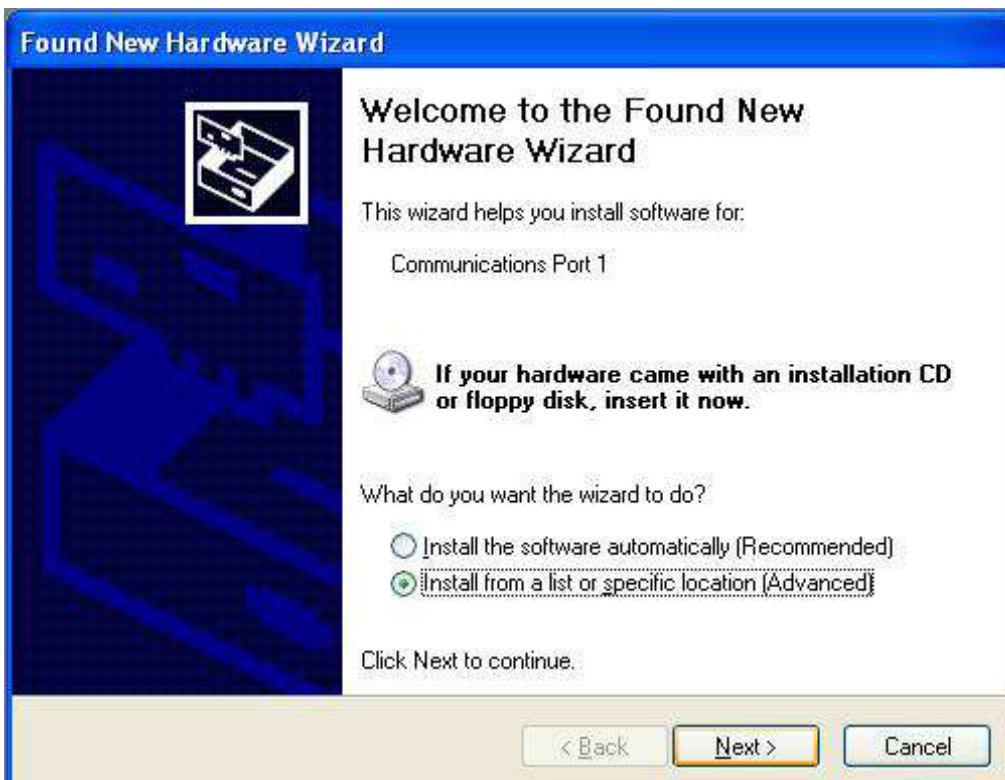 Found New Hardware Wizard
Welcome to the Found New
Hardware Wizard
This wizard helps you install software for:
Communications Port 1
If your hardware came with an installation CD
or floppy disk, insert it now.
What do you want the wizard to do?
Install the software automatically (Recommended)
Install from a list or specific location (Advanced)
Click Next to continue.
< Back Next > Cancel